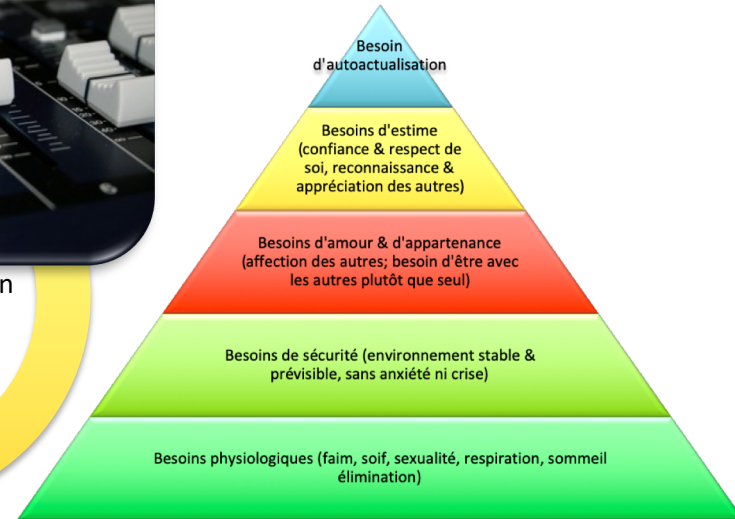 Besoin
d'autoactualisation
Besoins d'estime
(confiance & respect de
soi, reconnaissance &
appréciation des autres)
Besoins d'amour & d'appartenance
(affection des autres; besoin d'être avec
les autres plutôt que seul)
n
Besoins de sécurité (environnement stable &
prévisible, sans anxiété ni crise)
Besoins physiologiques (faim, soif, sexualité, respiration, sommeil
élimination)